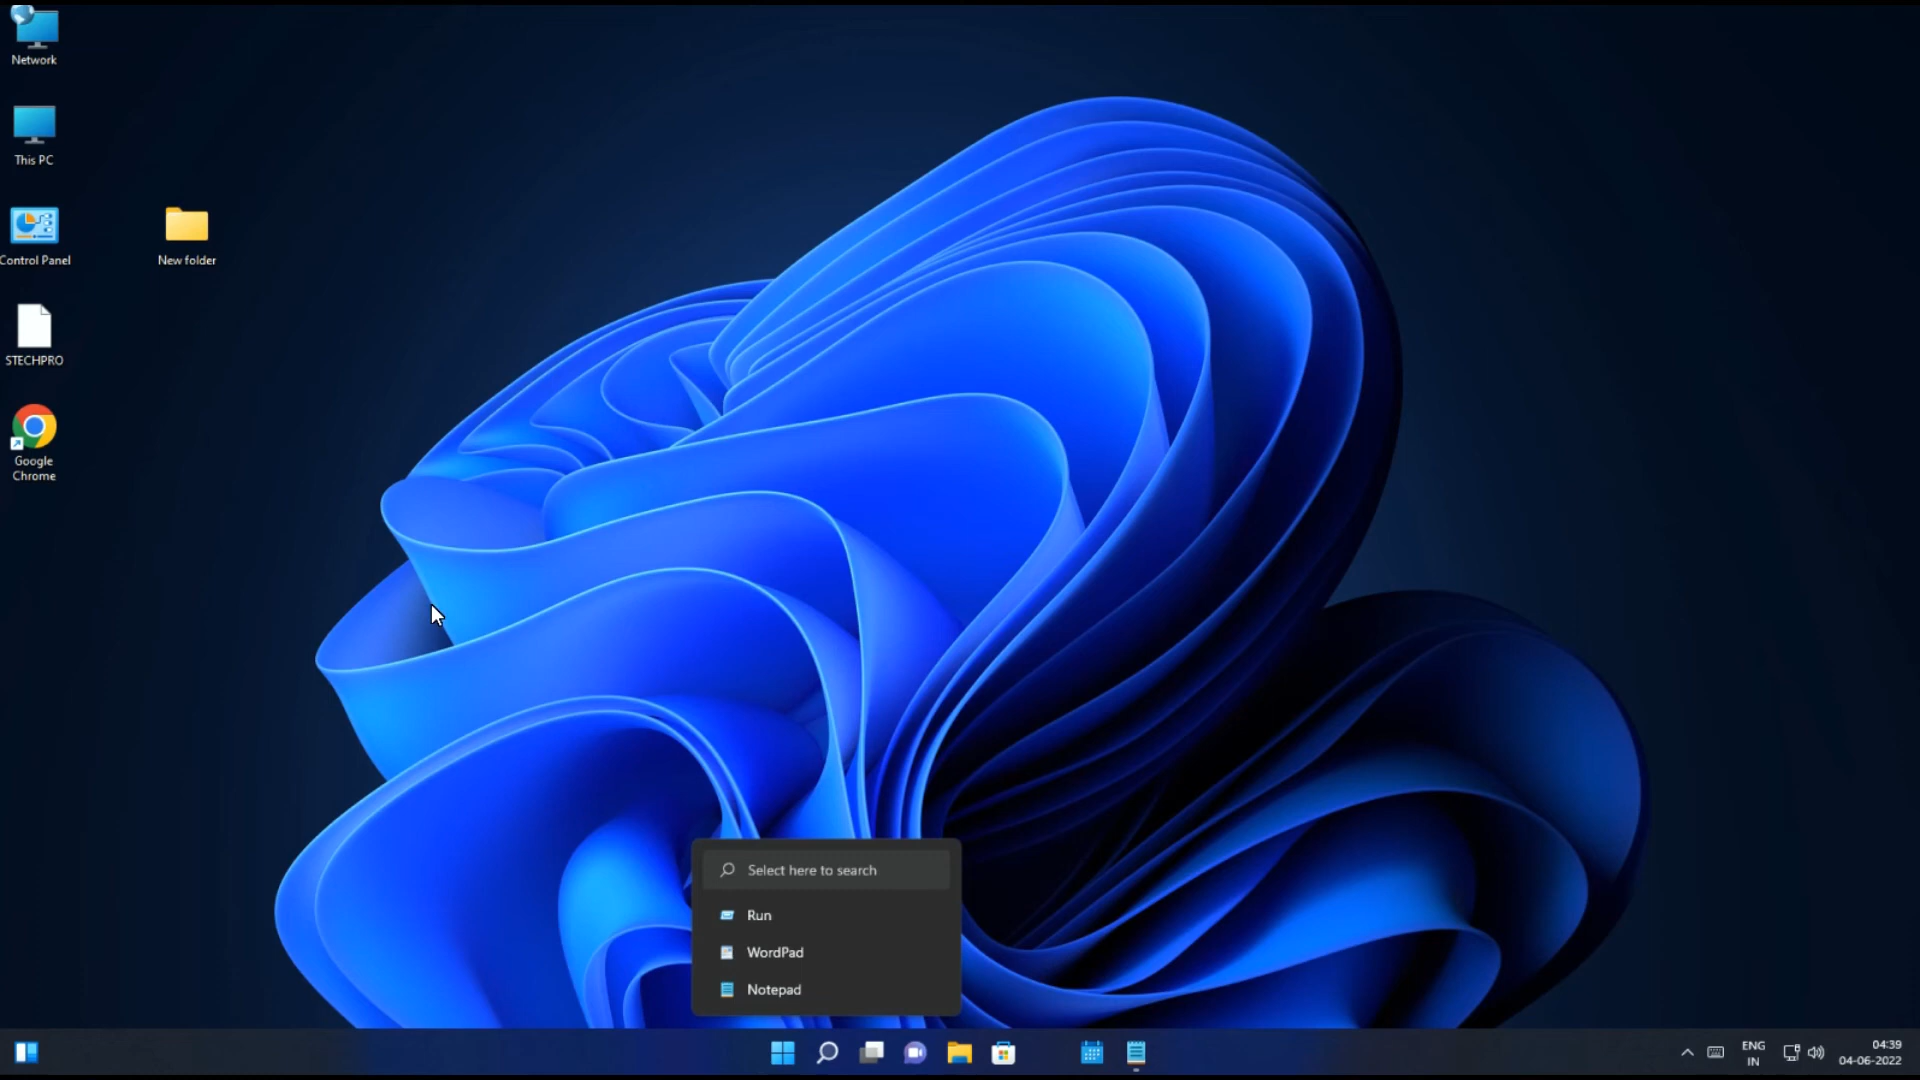 Network
This PC
Control Panel
New folder
STECHPRO
Google
Chrome
Select here to search
Run
WordPad
Notepad
ENG
IN
04:39
04-06-2022